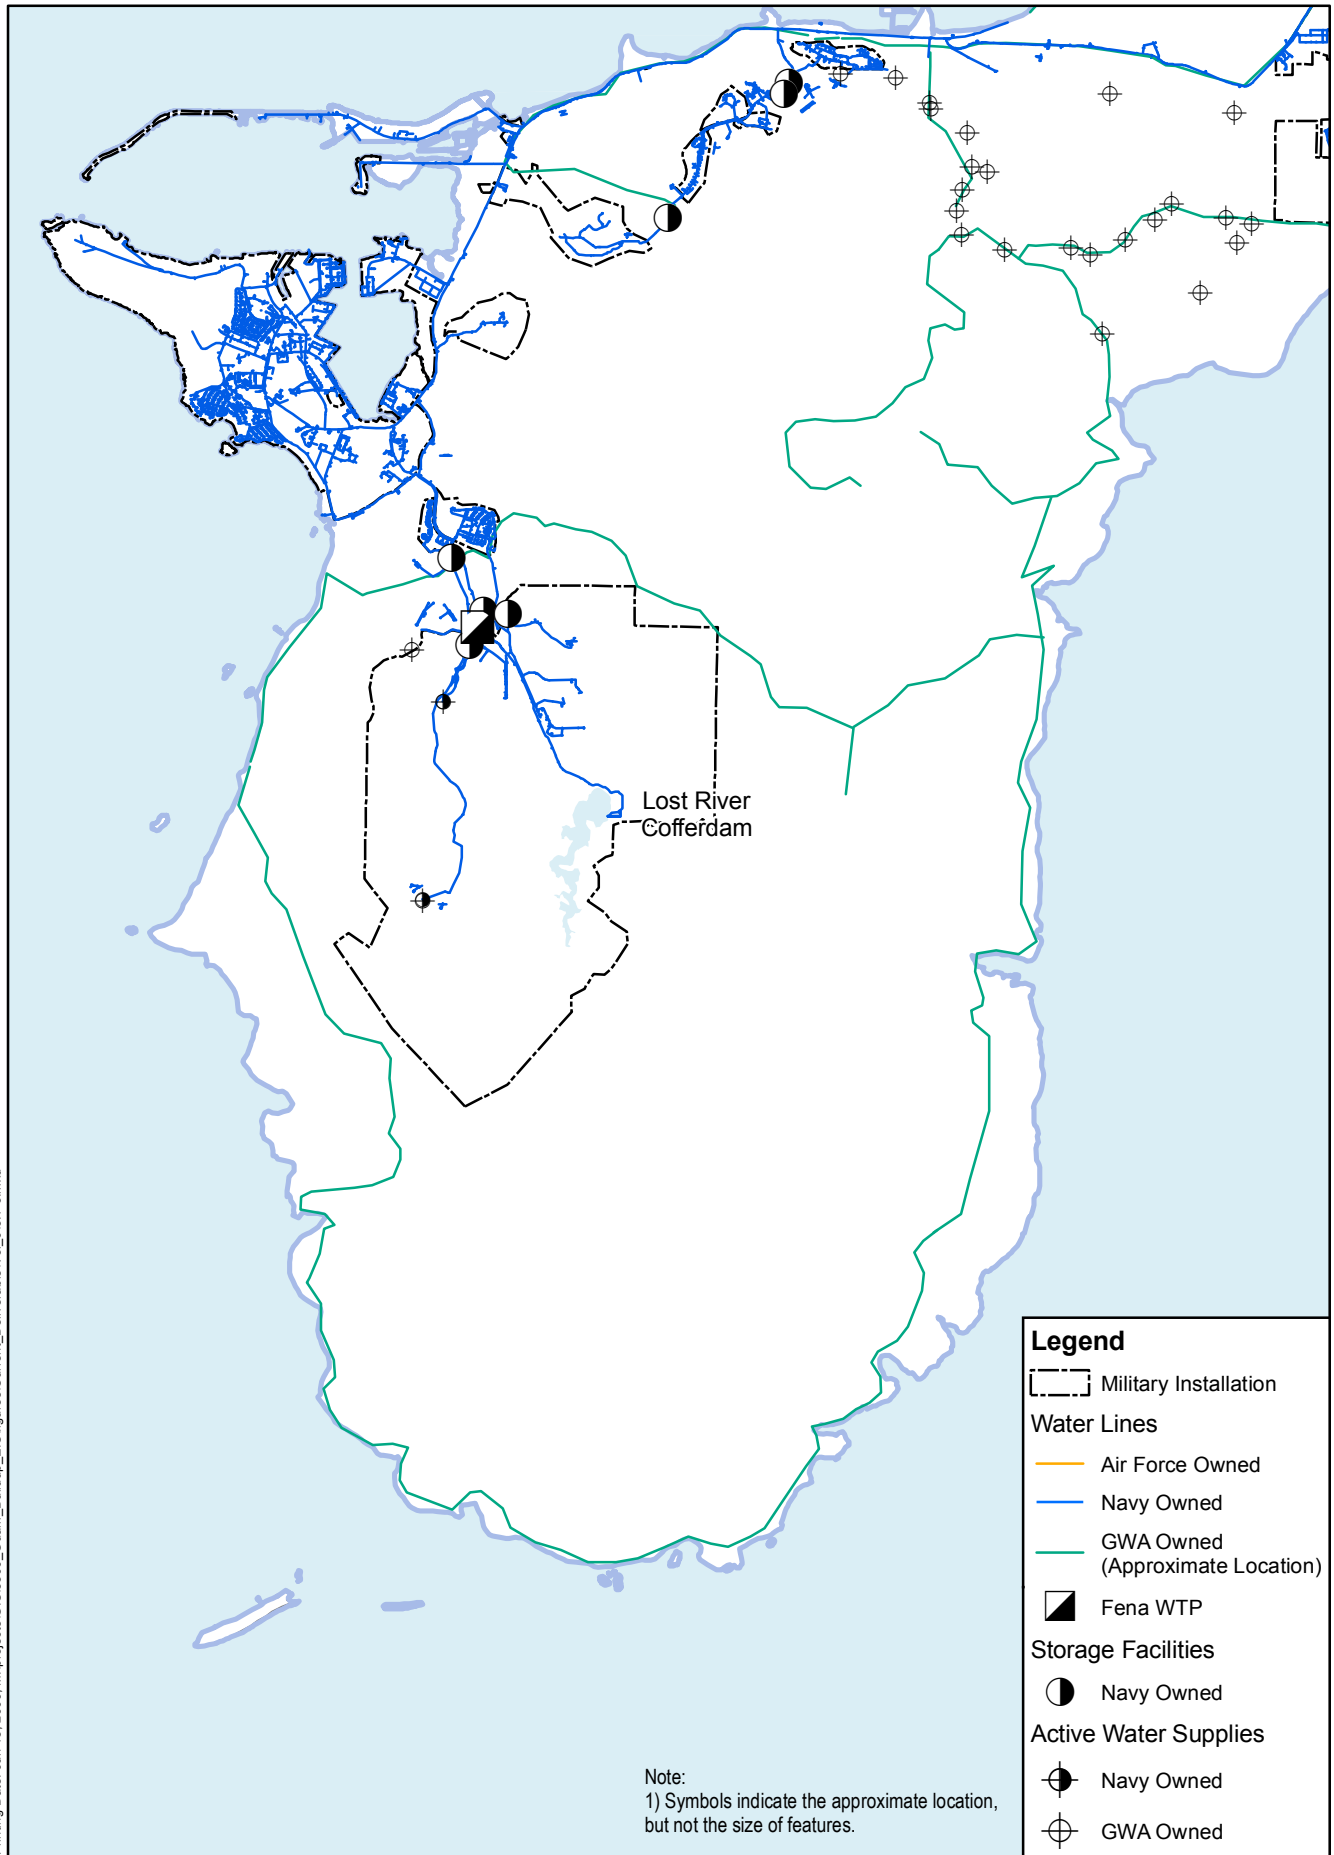 Lost River
Cofferdam
Legend
Military Installation
Water Lines
Air Force Owned
Navy Owned
GWA Owned
(Approximate Location)
Fena WTP
Storage Facilities
Navy Owned
Active Water Supplies
Navy Owned
GWA Owned
Note:
1) Symbols indicate the approximate location,
but not the size of features.